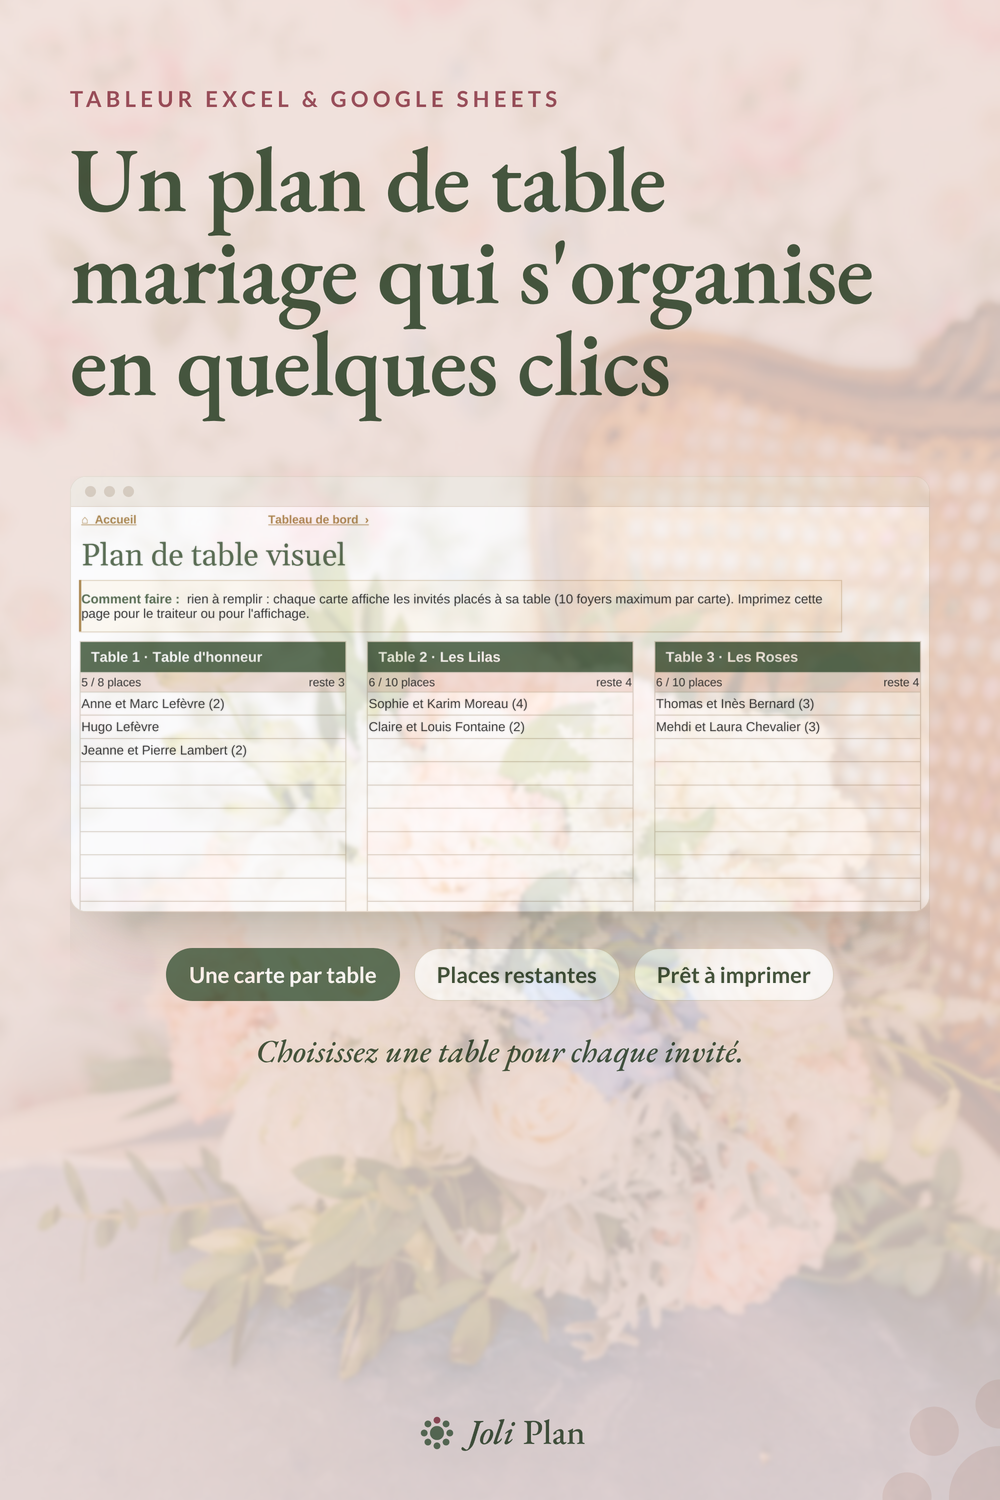 TABLEUR EXCEL & GOOGLE SHEETS
Un plan de table
mariage qui s'organise
en quelques clics
⌂ Accueil
Tableau de bord ›
Plan de table visuel
Comment faire : rien à remplir : chaque carte affiche les invités placés à sa table (10 foyers maximum par carte). Imprimez cette
page pour le traiteur ou pour l'affichage.
Table 1 · Table d'honneur
5 / 8 places reste 3
Anne et Marc Lefèvre (2)
Hugo Lefèvre
Jeanne et Pierre Lambert (2)
Table 2 · Les Lilas
6 / 10 places reste 4
Sophie et Karim Moreau (4)
Claire et Louis Fontaine (2)
Table 3 · Les Roses
6 / 10 places reste 4
Thomas et Inès Bernard (3)
Mehdi et Laura Chevalier (3)
Une carte par table
Places restantes
Prêt à imprimer
Choisissez une table pour chaque invité.
Joli Plan